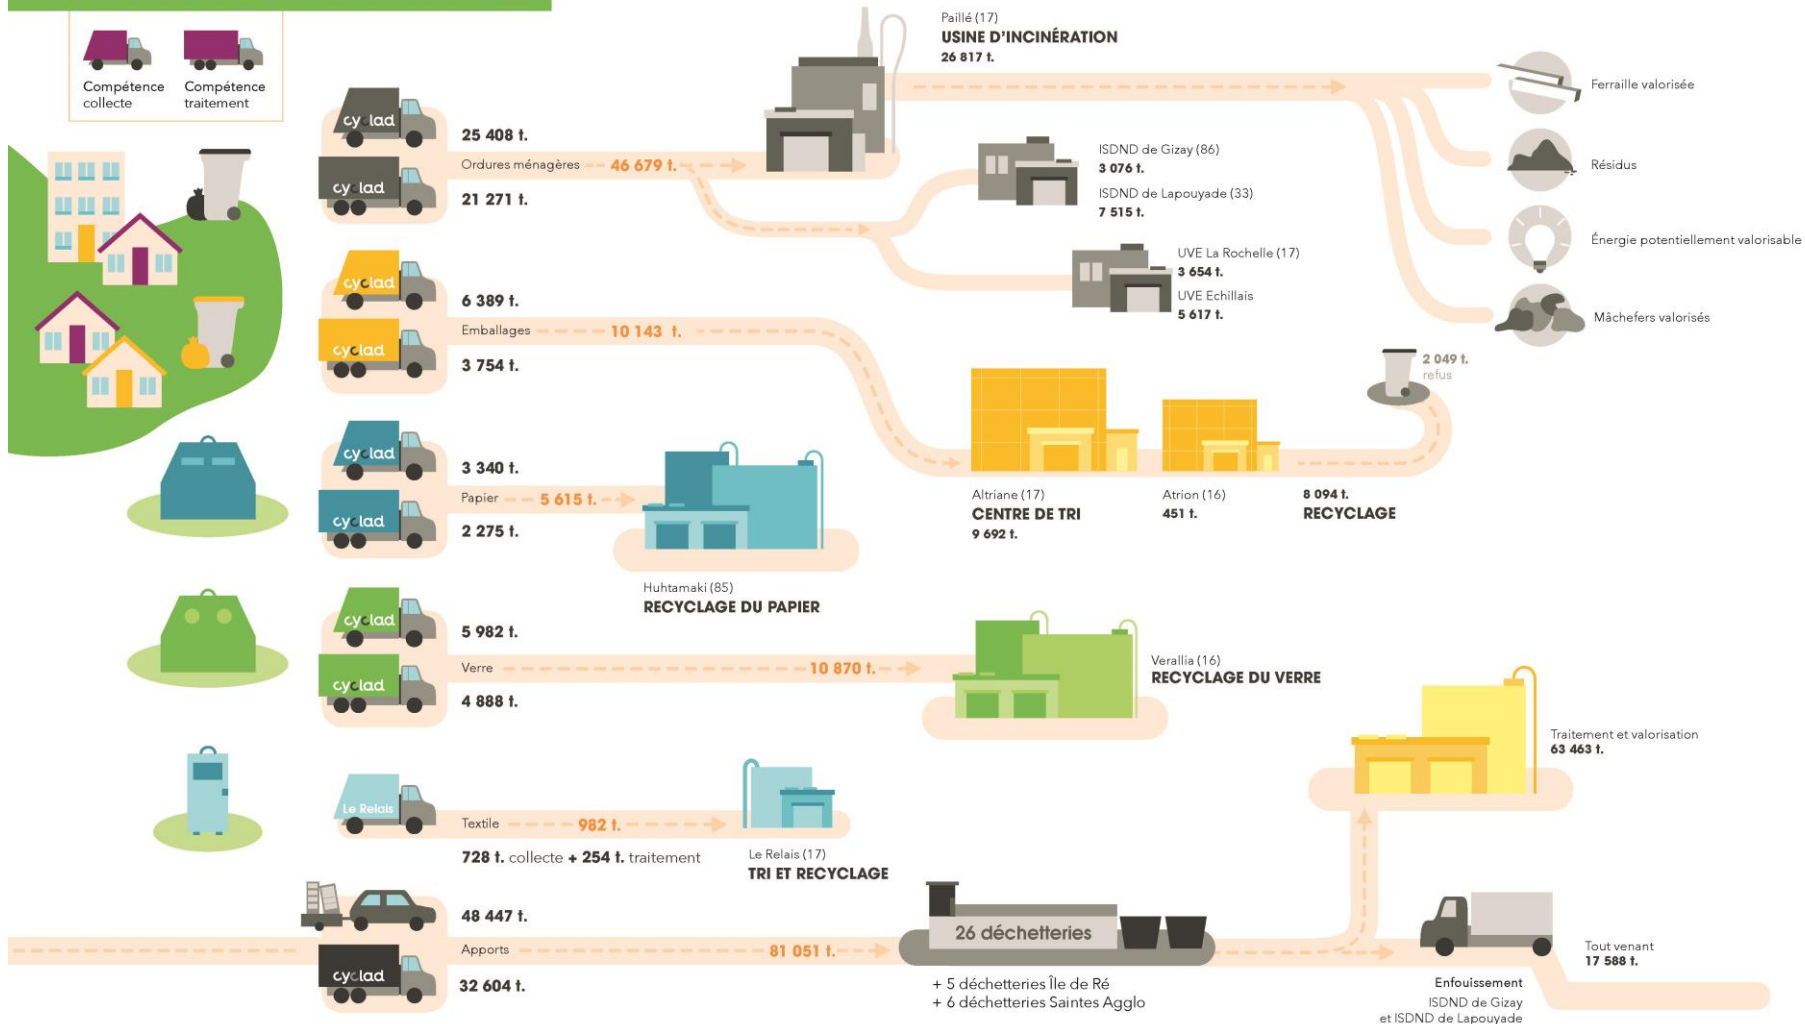 Compétence
collecte
Compétence
traitement
cyclad
25 408 t.
Ordures ménagères
46 679 t.
cyclad
21 271 t.
Paillé (17)
USINE D'INCINÉRATION
26 817 t.
ISDND de Gizay (86)
3 076 t.
ISDND de Lapouyade (33)
7 515 t.
UVE La Rochelle (17)
3 654 t.
UVE Echillais
5 617 t.
Ferraille valorisée
Résidus
Énergie potentiellement valorisable
Mâchefers valorisés
cyclad
6 389 t.
Emballages
10 143 t.
cyclad
3 754 t.
Altriane (17)
CENTRE DE TRI
9 692 t.
Atrion (16)
451 t.
8 094 t.
RECYCLAGE
2 049 t.
refus
cyclad
3 340 t.
Papier
5 615 t.
cyclad
2 275 t.
Huhtamaki (85)
RECYCLAGE DU PAPIER
cyclad
5 982 t.
Verre
10 870 t.
cyclad
4 888 t.
Verallia (16)
RECYCLAGE DU VERRE
Le Relais
Textile
982 t.
728 t. collecte + 254 t. traitement
Le Relais (17)
TRI ET RECYCLAGE
48 447 t.
Apports
81 051 t.
cyclad
32 604 t.
26 déchetteries
+ 5 déchetteries Île de Ré
+ 6 déchetteries Saintes Agglo
Traitement et valorisation
63 463 t.
Tout venant
17 588 t.
Enfouissement
ISDND de Gizay
et ISDND de Lapouyade